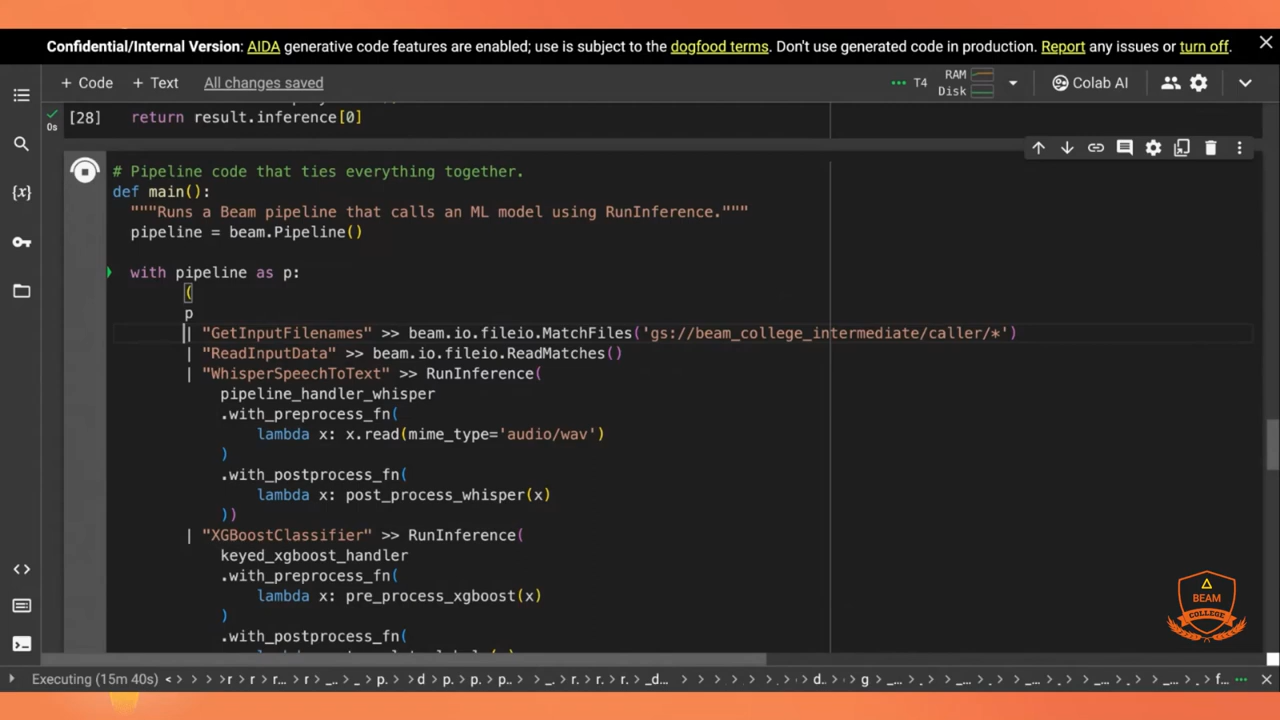 Confidential/Internal Version: AIDA generative code features are enabled; use is subject to the dogfood terms. Don't use generated code in production. Report any issues or turn off.
+ Code + Text All changes saved
T4 RAM Disk
Colab AI
[28] return result.inference[0]
0s
# Pipeline code that ties everything together.
def main():
"""Runs a Beam pipeline that calls an ML model using RunInference."""
pipeline = beam.Pipeline()
with pipeline as p:
(
p
| "GetInputFilenames" >> beam.io.fileio.MatchFiles('gs://beam_college_intermediate/caller/*')
| "ReadInputData" >> beam.io.fileio.ReadMatches()
| "WhisperSpeechToText" >> RunInference(
pipeline_handler_whisper
.with_preprocess_fn(
lambda x: x.read(mime_type='audio/wav')
)
.with_postprocess_fn(
lambda x: post_process_whisper(x)
))
| "XGBoostClassifier" >> RunInference(
keyed_xgboost_handler
.with_preprocess_fn(
lambda x: pre_process_xgboost(x)
)
.with_postprocess_fn(
BEAM
COLLEGE
Executing (15m 40s) < > > > > r > r > r... > r > _... > _ > p. > d > p. > p. > p.. > _. > r. > r. > r. > _d... > > > > > > d. > > g > _... > _... > > _... > _... > > _... > _... > > _... > > f...